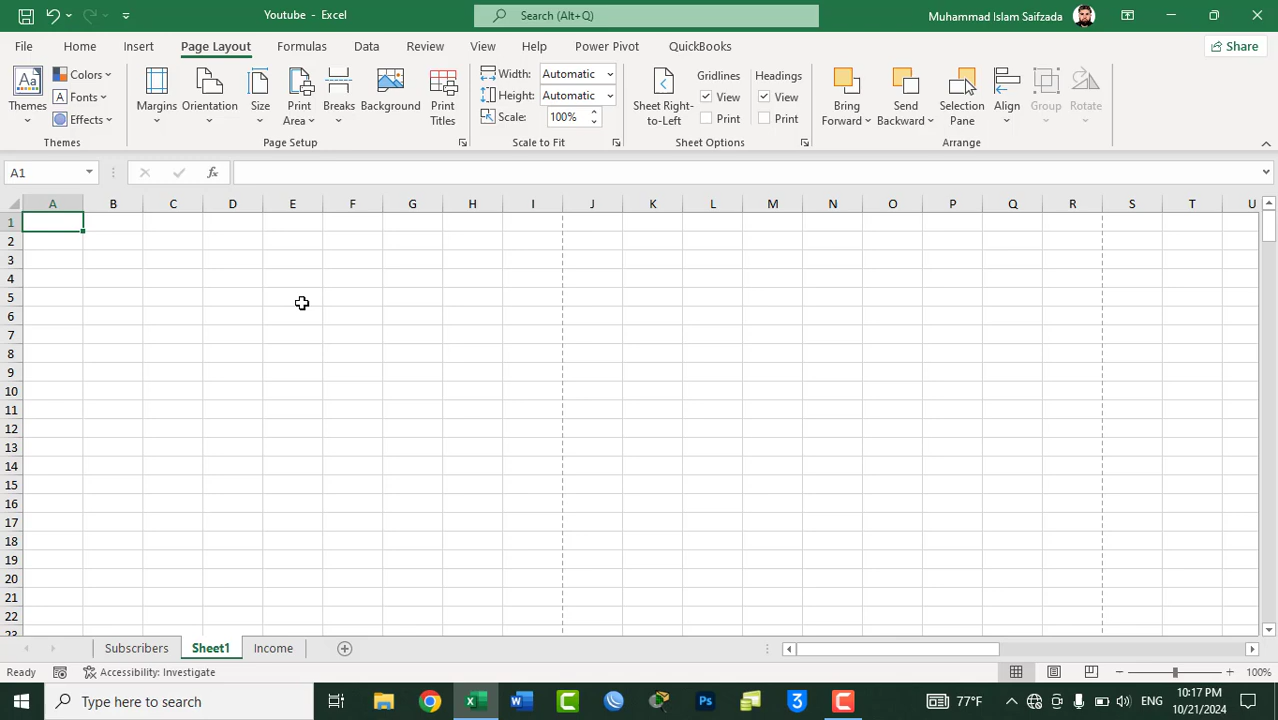 Youtube - Excel
Search (Alt+Q)
Muhammad Islam Saifzada
File Home Insert Page Layout Formulas Data Review View Help Power Pivot QuickBooks Share
Aa
Themes
Colors
A Fonts
Effects
Themes
Margins Orientation Size Print Area Breaks Background Print Titles
Page Setup
Width: Automatic
Height: Automatic
Scale: 100%
Scale to Fit
Sheet Right-to-Left
Gridlines Headings
View View
Print Print
Sheet Options
Bring Forward Send Backward Selection Pane Align Group Rotate
Arrange
A1 fx
A B C D E F G H I J K L M N O P Q R S T U
1
2
3
4
5
6
7
8
9
10
11
12
13
14
15
16
17
18
19
20
21
22
23
Subscribers Sheet1 Income
Ready Accessibility: Investigate 100%
Type here to search
W
Ps
3
77°F
ENG
10:17 PM
10/21/2024